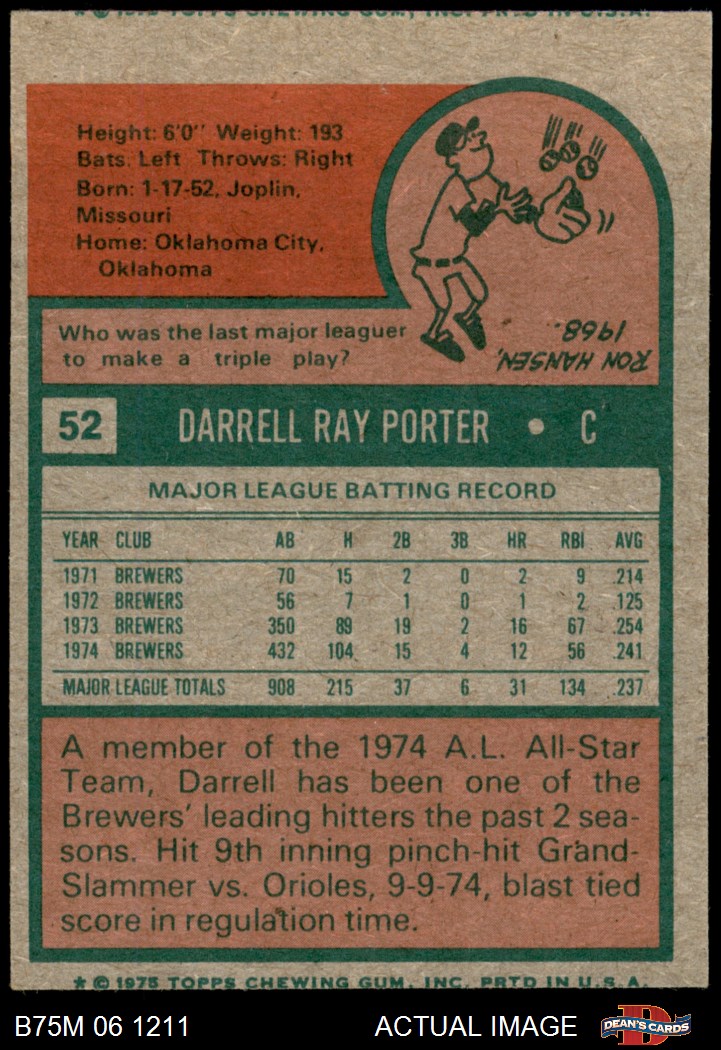 * © 1975 TOPPS CHEWING GUM, INC. PRTD IN U.S.A.
Height: 6'0" Weight: 193
Bats: Left Throws: Right
Born: 1-17-52, Joplin,
Missouri
Home: Oklahoma City,
Oklahoma
Who was the last major leaguer
to make a triple play?
RON HANSEN,
1968.
52 DARRELL RAY PORTER • C
MAJOR LEAGUE BATTING RECORD
YEAR CLUB AB H 2B 3B HR RBI AVG
1971 BREWERS 70 15 2 0 2 9 .214
1972 BREWERS 56 7 1 0 1 2 .125
1973 BREWERS 350 89 19 2 16 67 .254
1974 BREWERS 432 104 15 4 12 56 .241
MAJOR LEAGUE TOTALS 908 215 37 6 31 134 .237
A member of the 1974 A.L. All-Star
Team, Darrell has been one of the
Brewers' leading hitters the past 2 sea-
sons. Hit 9th inning pinch-hit Grand-
Slammer vs. Orioles, 9-9-74, blast tied
score in regulation time.
* © 1975 TOPPS CHEWING GUM, INC. PRTD IN U.S.A.
B75M 06 1211 ACTUAL IMAGE D DEAN'S CARDS